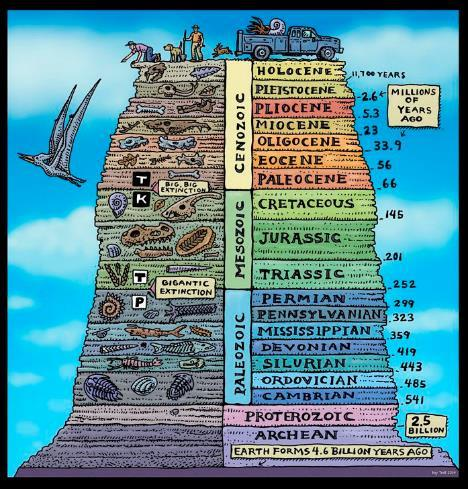 HOLOCENE
11,700 YEARS
PLEISTOCENE
2.6
MILLIONS
OF
YEARS
AGO
PLIOCENE
5.3
MIOCENE
23
OLIGOCENE
33.9
EOCENE
56
PALEOCENE
66
CENOZOIC
T
BIG, BIG
EXTINCTION
K
CRETACEOUS
145
JURASSIC
201
TRIASSIC
252
MESOZOIC
T
GIGANTIC
EXTINCTION
P
PERMIAN
299
PENNSYLVANIAN
323
MISSISSIPPIAN
359
DEVONIAN
419
SILURIAN
443
ORDOVICIAN
485
CAMBRIAN
541
PALEOZOIC
PROTEROZOIC
2.5
BILLION
ARCHEAN
EARTH FORMS 4.6 BILLION YEARS AGO